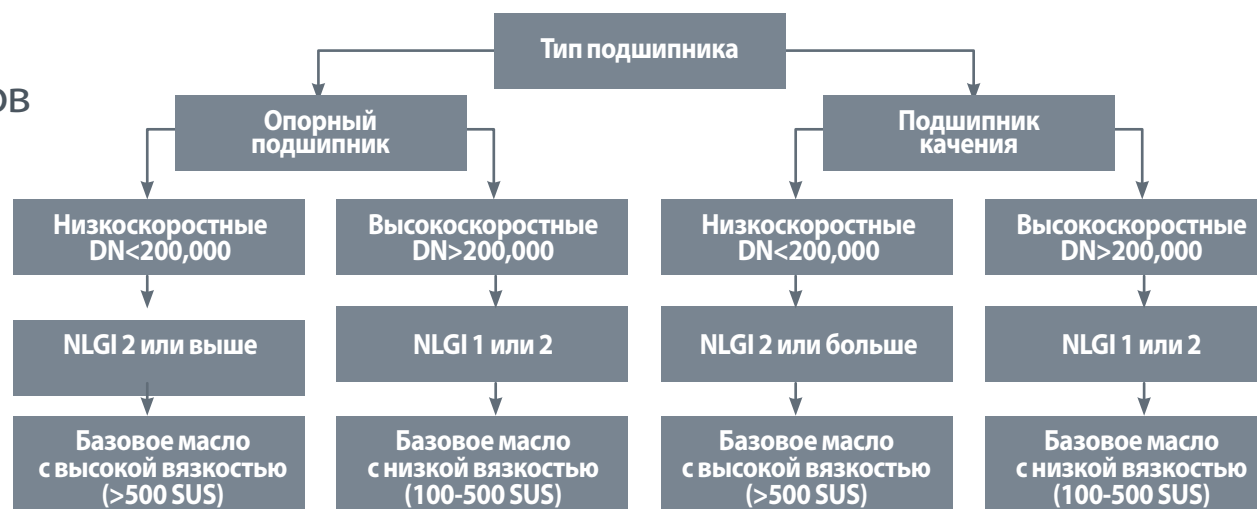 ов
Тип подшипника
Опорный
подшипник
Подшипник
качения
Низкоскоростные
DN<200,000
Высокоскоростные
DN>200,000
Низкоскоростные
DN<200,000
Высокоскоростные
DN>200,000
NLGI 2 или выше
NLGI 1 или 2
NLGI 2 или больше
NLGI 1 или 2
Базовое масло
с высокой вязкостью
(>500 SUS)
Базовое масло
с низкой вязкостью
(100-500 SUS)
Базовое масло
с высокой вязкостью
(>500 SUS)
Базовое масло
с низкой вязкостью
(100-500 SUS)